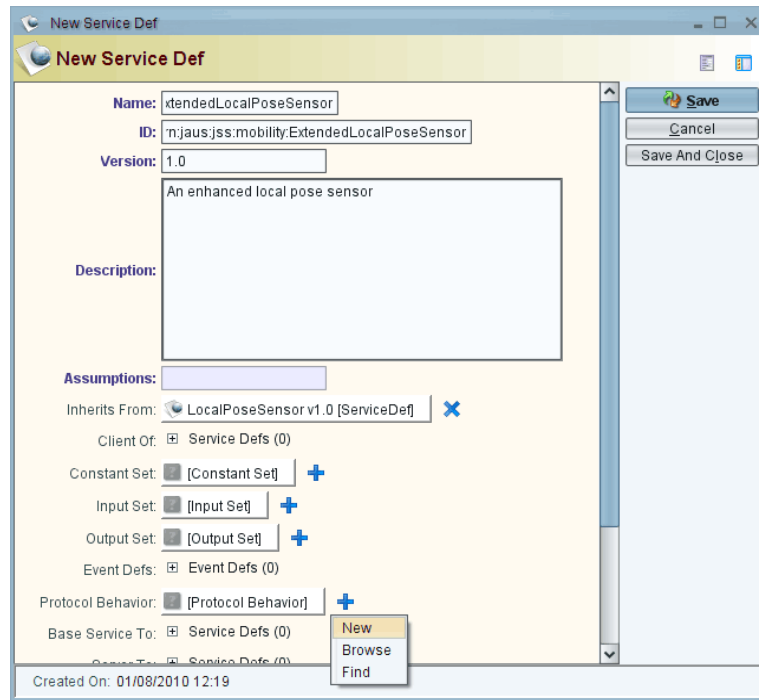 New Service Def
New Service Def
Name: xtendedLocalPoseSensor
ID: n:jaus:jss:mobility:ExtendedLocalPoseSensor
Version: 1.0
An enhanced local pose sensor
Description:
Assumptions:
Inherits From: LocalPoseSensor v1.0 [ServiceDef]
Client Of: Service Defs (0)
Constant Set: [Constant Set]
Input Set: [Input Set]
Output Set: [Output Set]
Event Defs: Event Defs (0)
Protocol Behavior: [Protocol Behavior]
Base Service To: Service Defs (0)
Service Defs (0)
New
Browse
Find
Save
Cancel
Save And Close
Created On: 01/08/2010 12:19